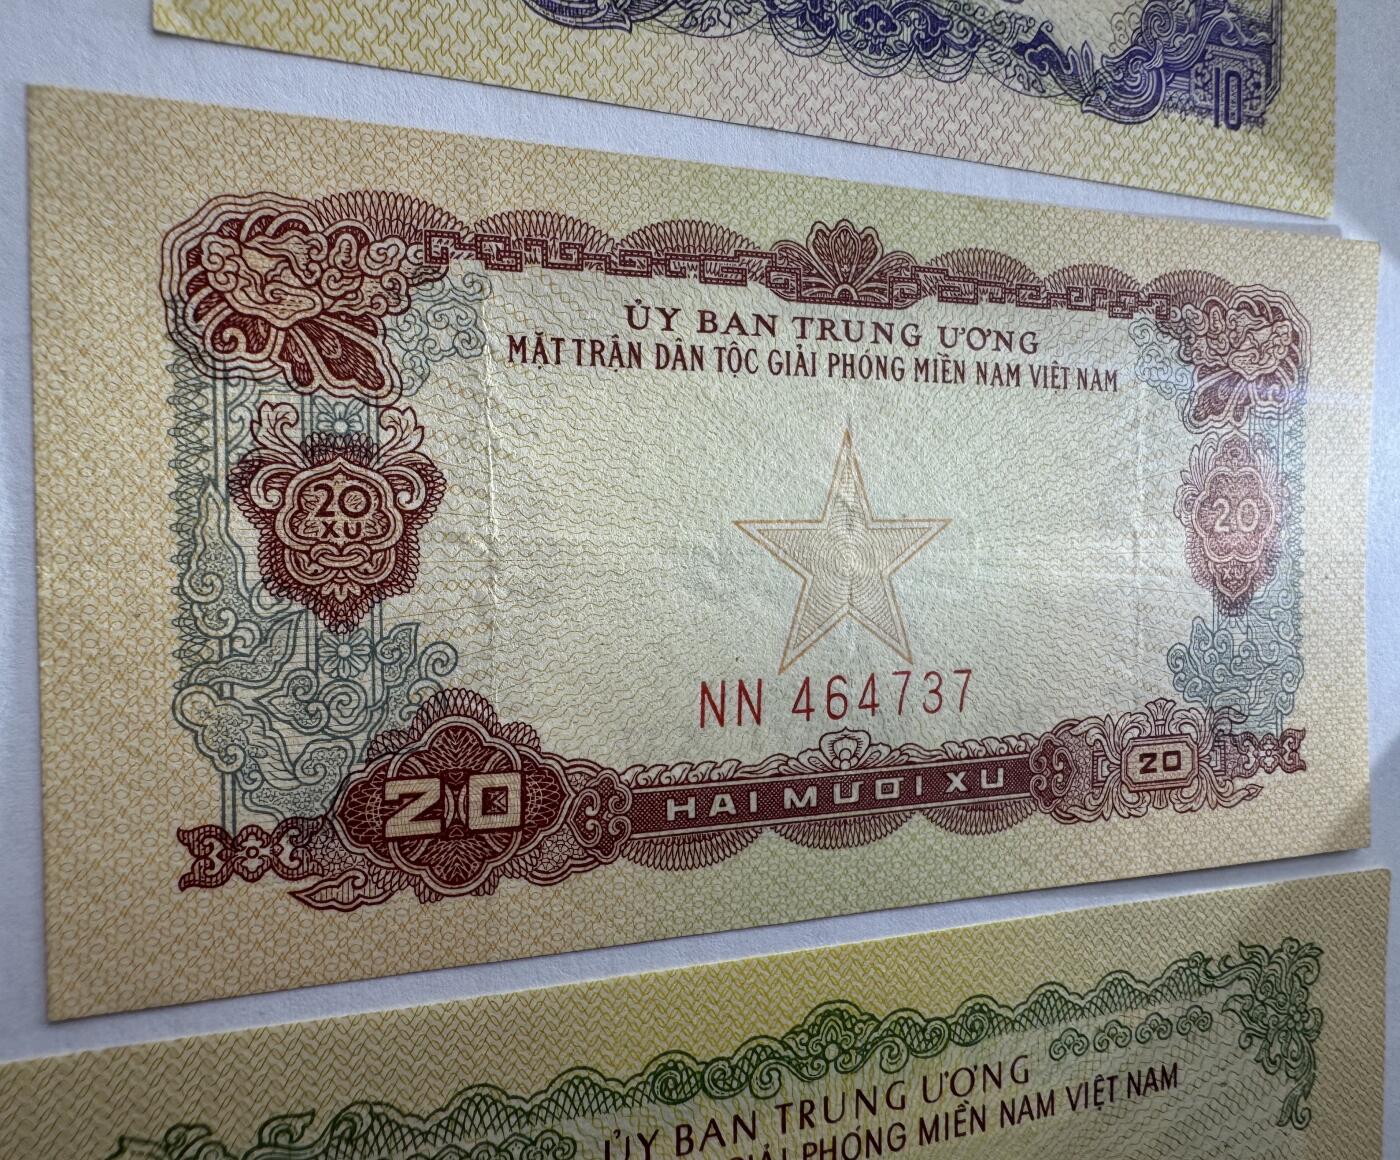 10
ỦY BAN TRUNG ƯƠNG
MẶT TRẬN DÂN TỘC GIẢI PHÓNG MIỀN NAM VIỆT NAM
20
XU
20
NN 464737
20
HAI MƯƠI XU
20
ỦY BAN TRUNG ƯƠNG
GIẢI PHÓNG MIỀN NAM VIỆT NAM